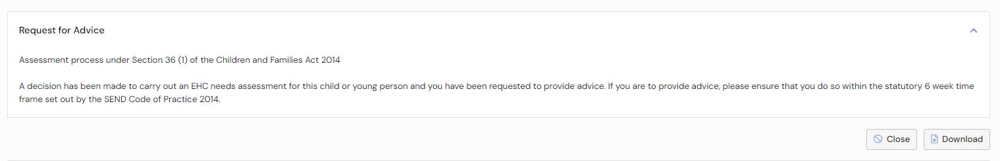 Request for Advice
Assessment process under Section 36 (1) of the Children and Families Act 2014
A decision has been made to carry out an EHC needs assessment for this child or young person and you have been requested to provide advice. If you are to provide advice, please ensure that you do so within the statutory 6 week time
frame set out by the SEND Code of Practice 2014.
Close Download